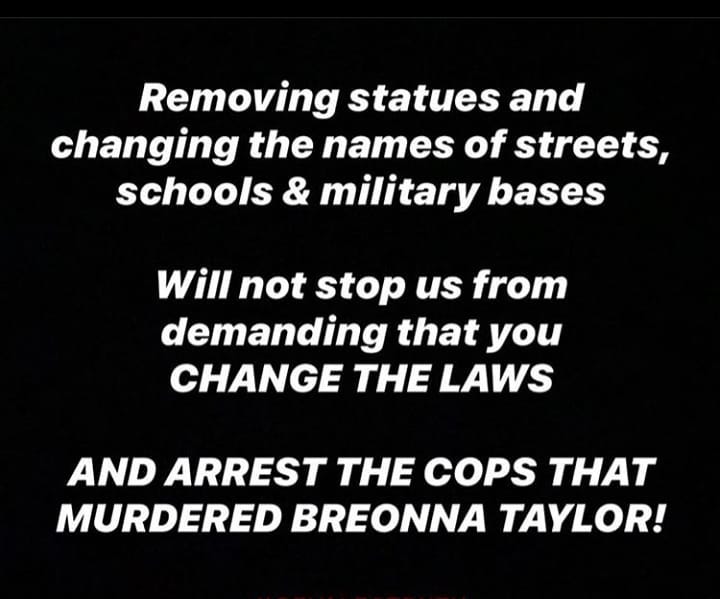 Removing statues and
changing the names of streets,
schools & military bases
Will not stop us from
demanding that you
CHANGE THE LAWS
AND ARREST THE COPS THAT
MURDERED BREONNA TAYLOR!